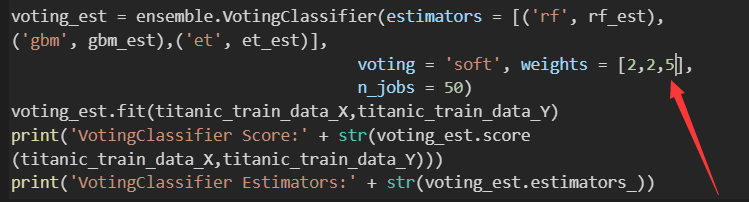 voting_est = ensemble.VotingClassifier(estimators = [('rf', rf_est),
('gbm', gbm_est),('et', et_est)],
voting = 'soft', weights = [2,2,5],
n_jobs = 50)
voting_est.fit(titanic_train_data_X,titanic_train_data_Y)
print('VotingClassifier Score:' + str(voting_est.score
(titanic_train_data_X,titanic_train_data_Y)))
print('VotingClassifier Estimators:' + str(voting_est.estimators_))